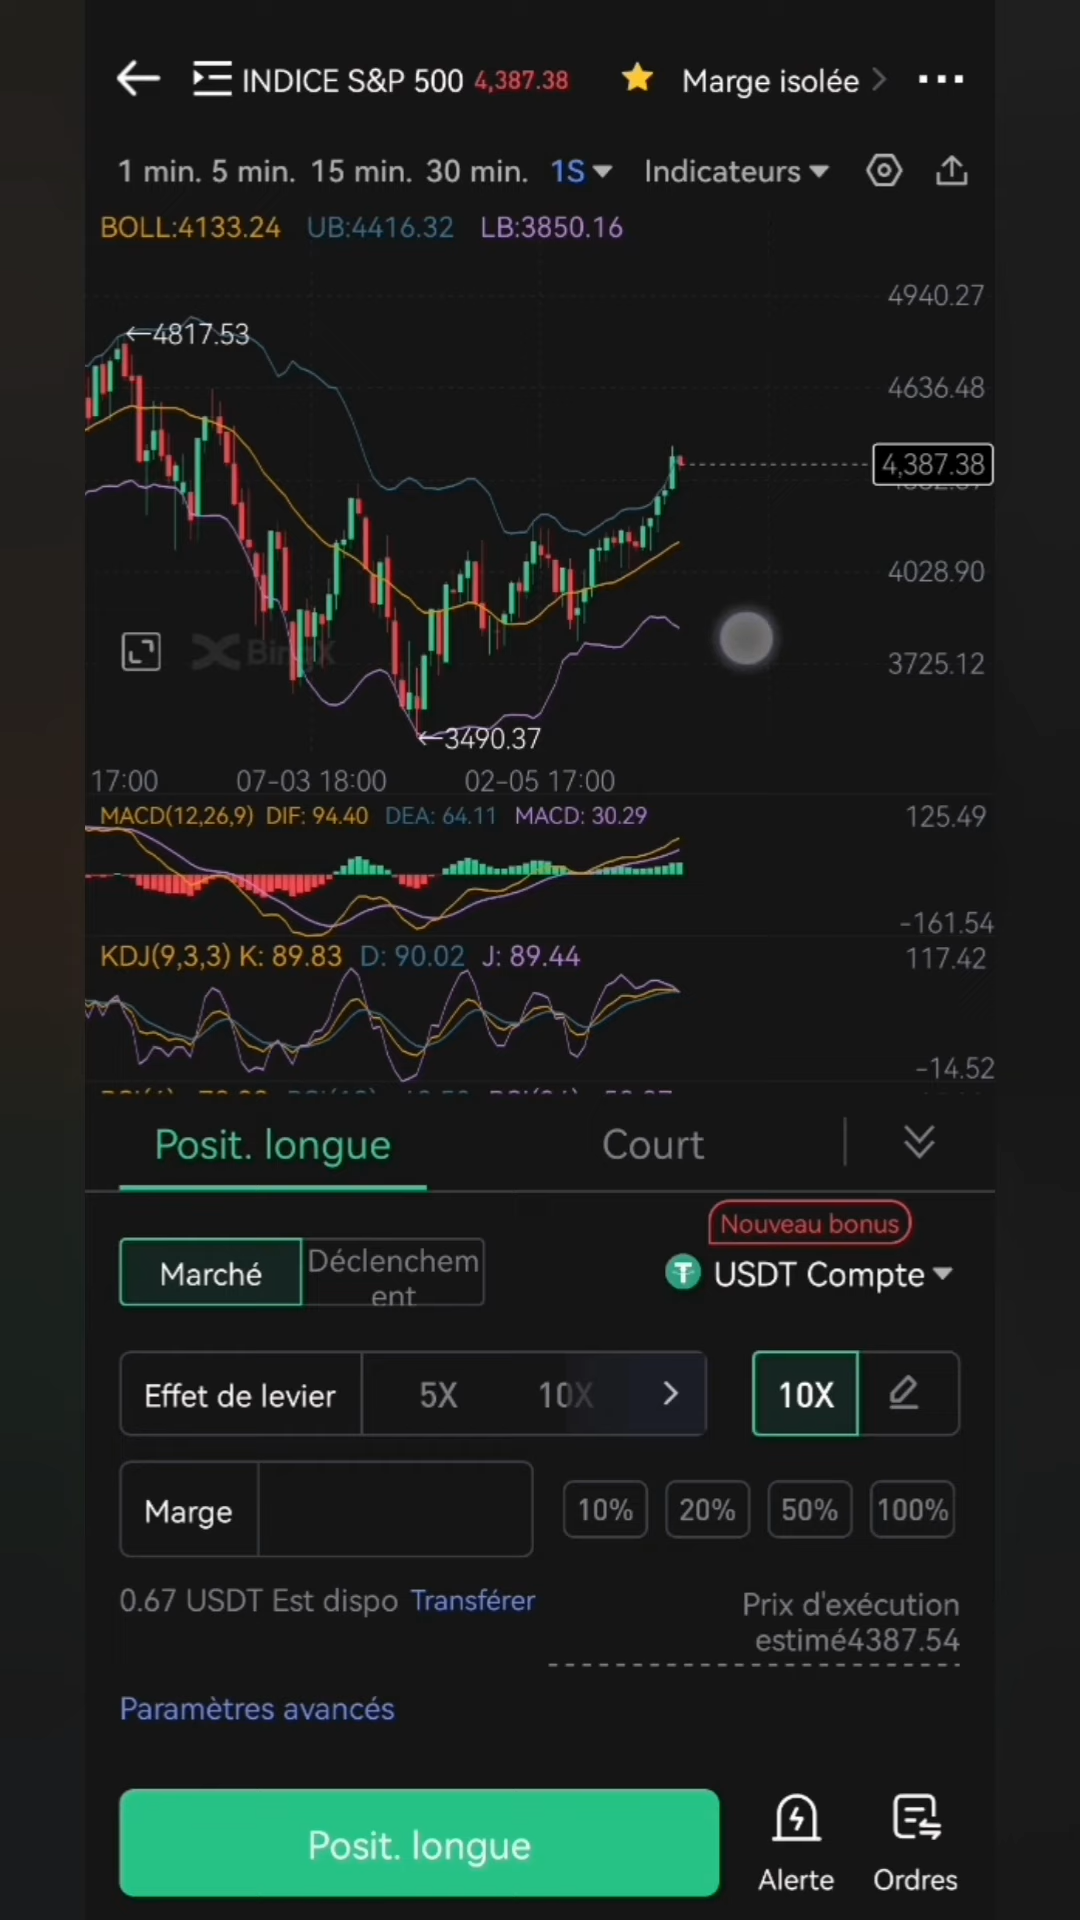 INDICE S&P 500 4,387.38 Marge isolée
1 min. 5 min. 15 min. 30 min. 1S Indicateurs
BOLL:4133.24 UB:4416.32 LB:3850.16
4940.27
←4817.53
4636.48
4,387.38
4028.90
BingX
3725.12
←3490.37
17:00 07-03 18:00 02-05 17:00
MACD(12,26,9) DIF: 94.40 DEA: 64.11 MACD: 30.29 125.49
-161.54
KDJ(9,3,3) K: 89.83 D: 90.02 J: 89.44 117.42
-14.52
Posit. longue Court
Nouveau bonus
Marché Déclenchem
ent
USDT Compte
Effet de levier 5X 10X 10X
Marge 10% 20% 50% 100%
0.67 USDT Est dispo Transférer
Prix d'exécution
estimé4387.54
Paramètres avancés
Posit. longue
Alerte Ordres